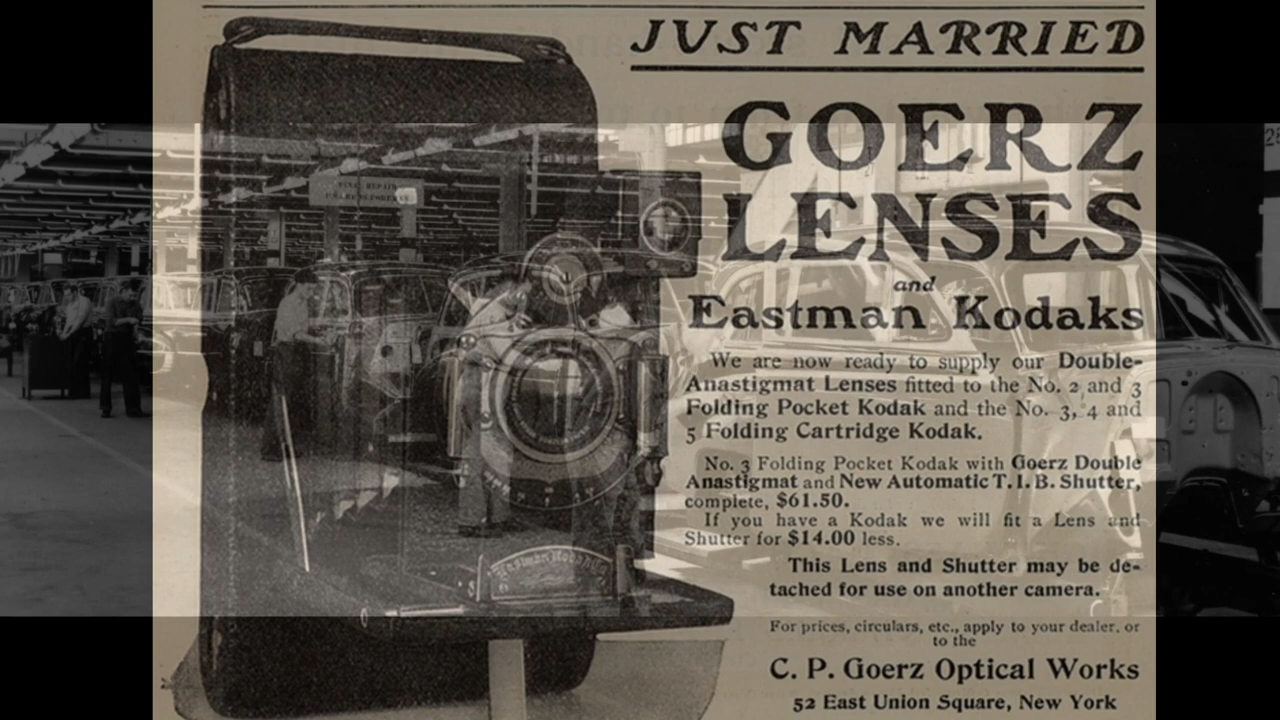 JUST MARRIED
GOERZ
LENSES
and
Eastman Kodaks
We are now ready to supply our Double-
Anastigmat Lenses fitted to the No. 2 and 3
Folding Pocket Kodak and the No. 3, 4 and
5 Folding Cartridge Kodak.
No. 3 Folding Pocket Kodak with Goerz Double
Anastigmat and New Automatic T. I. B. Shutter,
complete, $61.50.
If you have a Kodak we will fit a Lens and
Shutter for $14.00 less.
This Lens and Shutter may be de-
tached for use on another camera.
For prices, circulars, etc., apply to your dealer, or
to the
C. P. Goerz Optical Works
52 East Union Square, New York
Eastman Kodak
REPAIR